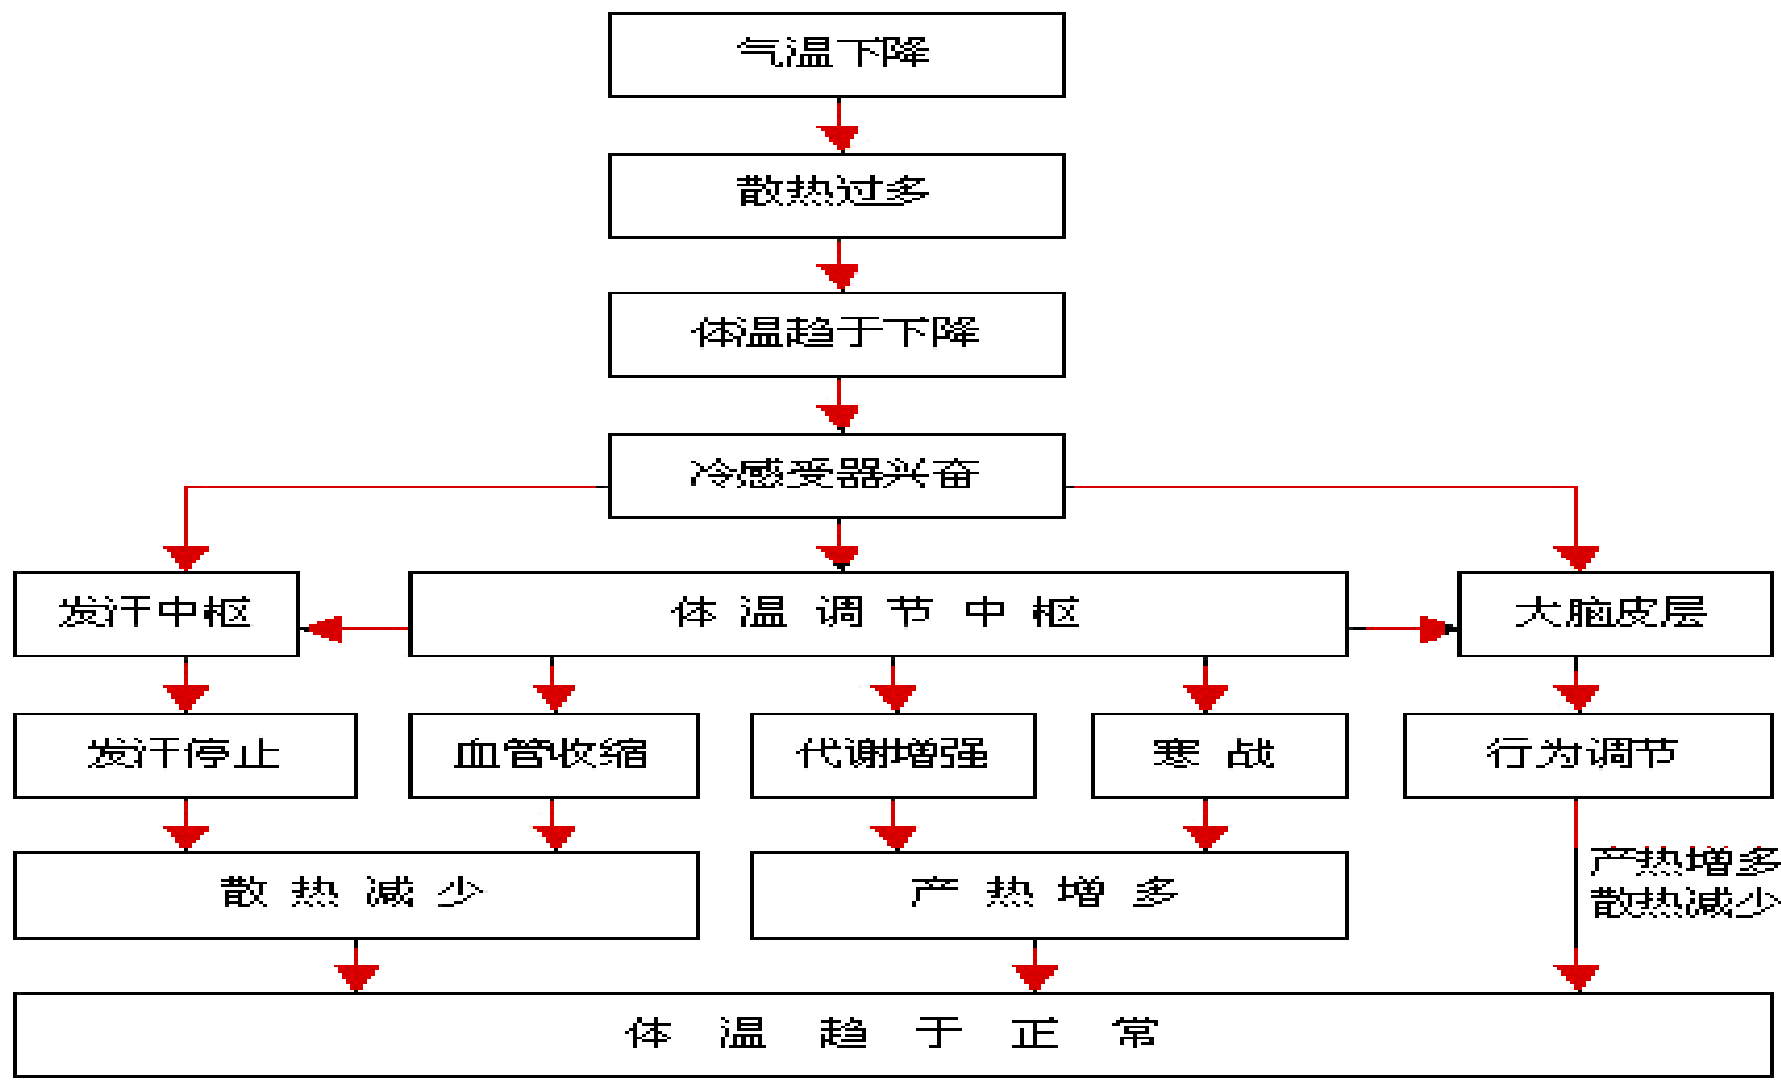 气温下降
散热过多
体温趋于下降
冷感受器兴奋
发汗中枢
体温调节中枢
大脑皮层
发汗停止
血管收缩
代谢增强
寒战
行为调节
散热减少
产热增多
产热增多
散热减少
体温趋于正常